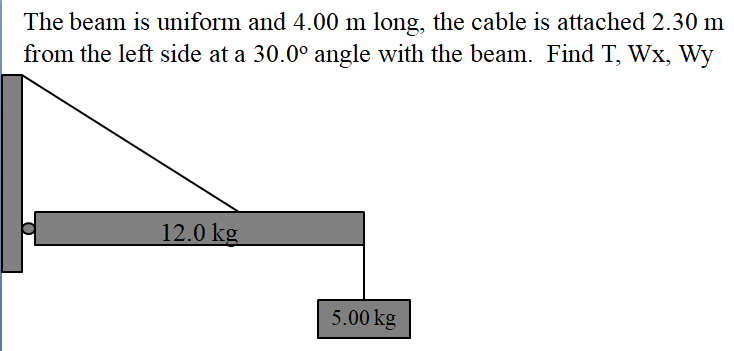 The beam is uniform and 4.00 m long, the cable is attached 2.30 m
from the left side at a 30.0º angle with the beam.  Find T, Wx, Wy
12.0 kg
5.00 kg